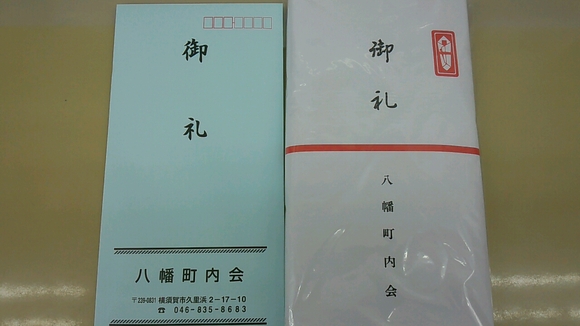 御礼
八幡町内会
〒239-0831 横須賀市久里浜2-17-10
☎ 046-835-8683
御礼
八幡町内会